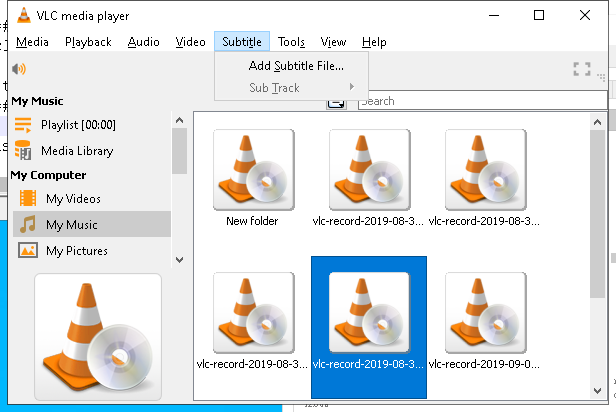 VLC media player
Media Playback Audio Video Subtitle Tools View Help
Add Subtitle File...
Sub Track
Search
My Music
Playlist [00:00]
Media Library
My Computer
My Videos
My Music
My Pictures
New folder
vlc-record-2019-08-3...
vlc-record-2019-08-3...
vlc-record-2019-08-3...
vlc-record-2019-08-3...
vlc-record-2019-09-0...